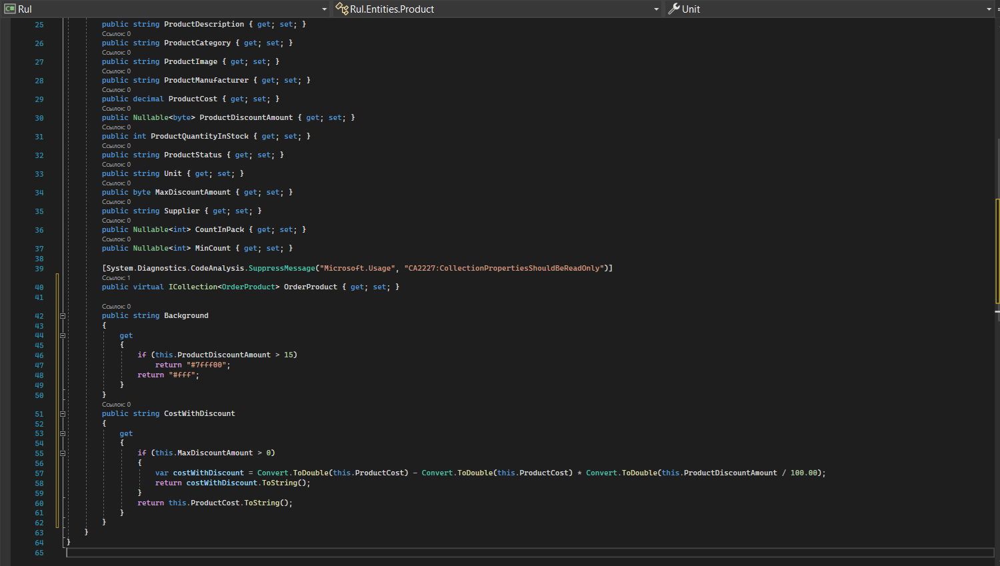 C# Rul
Rul.Entities.Product
Unit
25 public string ProductDescription { get; set; }
Ссылок: 0
26 public string ProductCategory { get; set; }
Ссылок: 0
27 public string ProductImage { get; set; }
Ссылок: 0
28 public string ProductManufacturer { get; set; }
Ссылок: 0
29 public decimal ProductCost { get; set; }
Ссылок: 0
30 public Nullable<byte> ProductDiscountAmount { get; set; }
Ссылок: 0
31 public int ProductQuantityInStock { get; set; }
Ссылок: 0
32 public string ProductStatus { get; set; }
Ссылок: 0
33 public string Unit { get; set; }
Ссылок: 0
34 public byte MaxDiscountAmount { get; set; }
Ссылок: 0
35 public string Supplier { get; set; }
Ссылок: 0
36 public Nullable<int> CountInPack { get; set; }
Ссылок: 0
37 public Nullable<int> MinCount { get; set; }
38
39 [System.Diagnostics.CodeAnalysis.SuppressMessage("Microsoft.Usage", "CA2227:CollectionPropertiesShouldBeReadOnly")]
Ссылок: 1
40 public virtual ICollection<OrderProduct> OrderProduct { get; set; }
41
Ссылок: 0
42 public string Background
43 {
44 get
45 {
46 if (this.ProductDiscountAmount > 15)
47 return "#7fff00";
48 return "#fff";
49 }
50 }
Ссылок: 0
51 public string CostWithDiscount
52 {
53 get
54 {
55 if (this.MaxDiscountAmount > 0)
56 {
57 var costWithDiscount = Convert.ToDouble(this.ProductCost) - Convert.ToDouble(this.ProductCost) * Convert.ToDouble(this.ProductDiscountAmount / 100.00);
58 return costWithDiscount.ToString();
59 }
60 return this.ProductCost.ToString();
61 }
62 }
63 }
64 }
65